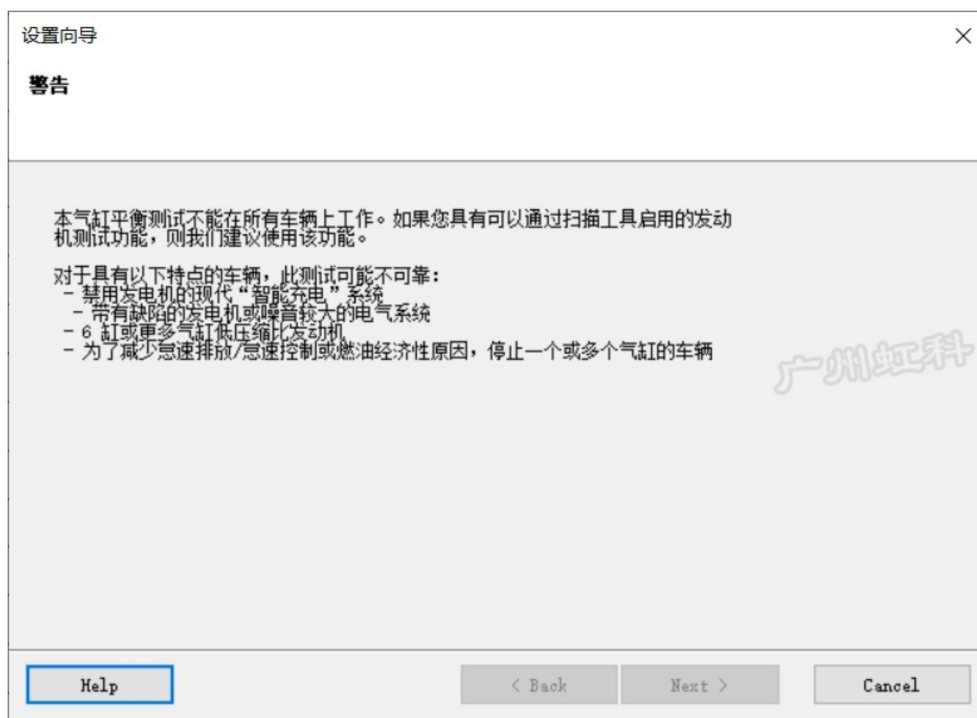 设置向导
警告
本气缸平衡测试不能在所有车辆上工作。如果您具有可以通过扫描工具启用的发动
机测试功能，则我们建议使用该功能。
对于具有以下特点的车辆，此测试可能不可靠：
- 禁用发电机的现代“智能充电”系统
- 带有缺陷的发电机或噪音较大的电气系统
- 6 缸或更多气缸低压缩比发动机
- 为了减少怠速排放/怠速控制或燃油经济性原因，停止一个或多个气缸的车辆
广州虹科
Help
< Back
Next >
Cancel